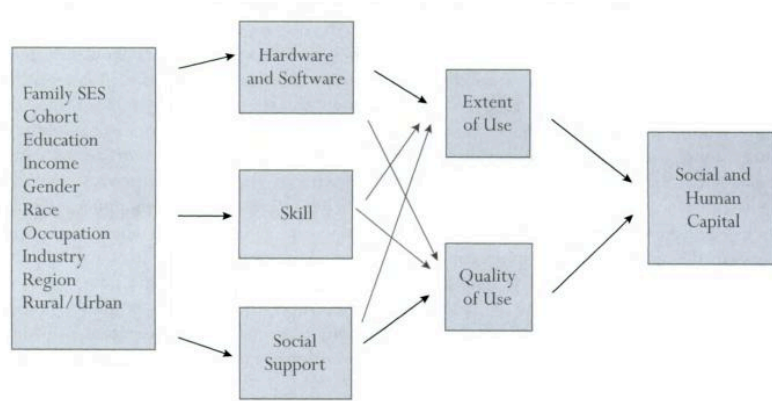 Family SES
Cohort
Education
Income
Gender
Race
Occupation
Industry
Region
Rural/Urban
Hardware
and Software
Skill
Social
Support
Extent
of Use
Quality
of Use
Social and
Human
Capital